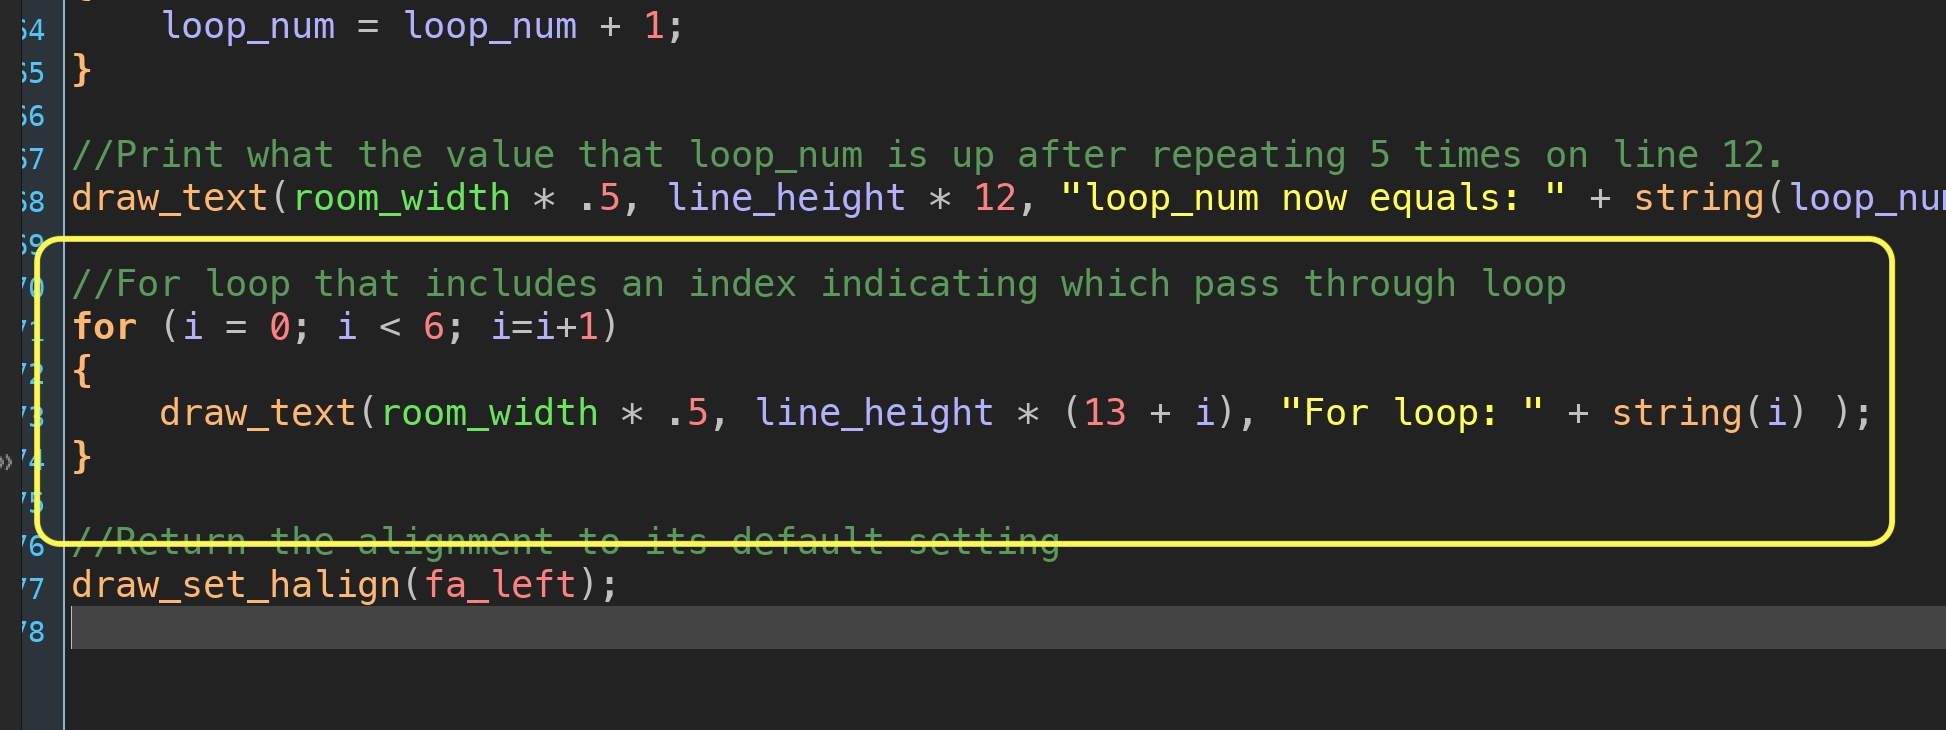 64 loop_num = loop_num + 1;
65 }
66
67 //Print what the value that loop_num is up after repeating 5 times on line 12.
68 draw_text(room_width * .5, line_height * 12, "loop_num now equals: " + string(loop_num
69
70 //For loop that includes an index indicating which pass through loop
71 for (i = 0; i < 6; i=i+1)
72 {
73 draw_text(room_width * .5, line_height * (13 + i), "For loop: " + string(i) );
74 }
75
76 //Return the alignment to its default setting
77 draw_set_halign(fa_left);
78